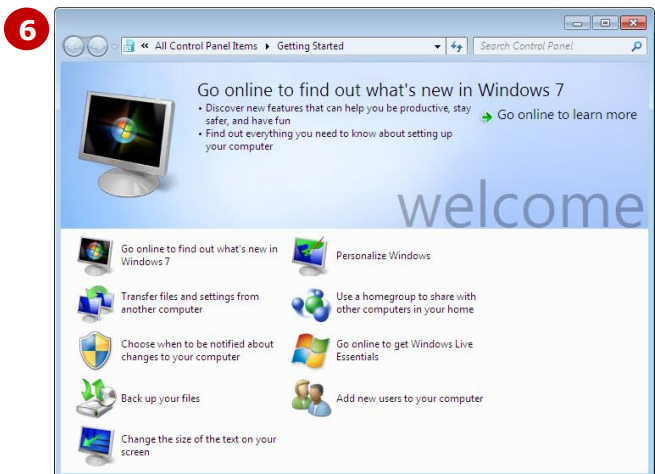 6
« All Control Panel Items ▸ Getting Started
Search Control Panel
Go online to find out what's new in Windows 7
• Discover new features that can help you be productive, stay
safer, and have fun
• Find out everything you need to know about setting up
your computer
Go online to learn more
welcome
Go online to find out what's new in
Windows 7
Personalize Windows
Transfer files and settings from
another computer
Use a homegroup to share with
other computers in your home
Choose when to be notified about
changes to your computer
Go online to get Windows Live
Essentials
Back up your files
Add new users to your computer
Change the size of the text on your
screen